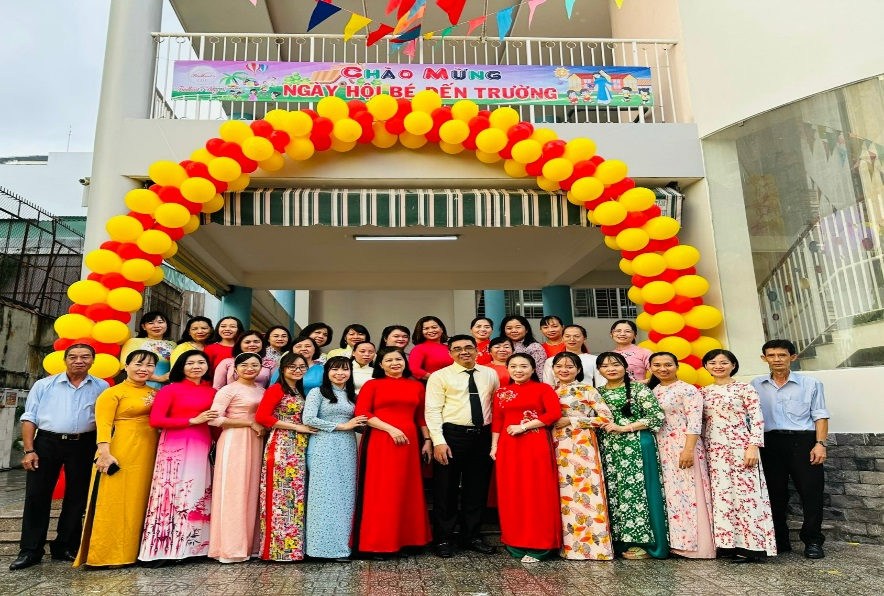 CHÀO MỪNG
NGÀY HỘI BÉ ĐẾN TRƯỜNG